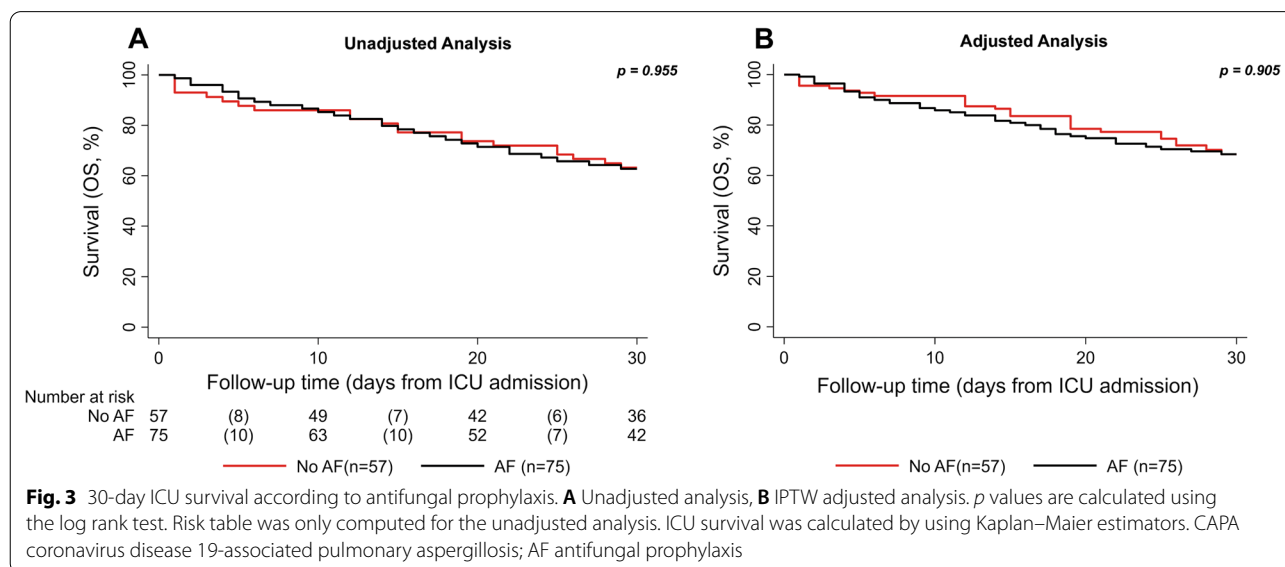 A
Unadjusted Analysis
p = 0.955
Survival (OS, %)
100
80
60
40
20
0
0 10 20 30
Follow-up time (days from ICU admission)
Number at risk
No AF 57 (8) 49 (7) 42 (6) 36
AF 75 (10) 63 (10) 52 (7) 42
No AF(n=57) AF (n=75)
B
Adjusted Analysis
p = 0.905
Survival (OS, %)
100
80
60
40
20
0
0 10 20 30
Follow-up time (days from ICU admission)
No AF(n=57) AF (n=75)
Fig. 3 30-day ICU survival according to antifungal prophylaxis. A Unadjusted analysis, B IPTW adjusted analysis. p values are calculated using
the log rank test. Risk table was only computed for the unadjusted analysis. ICU survival was calculated by using Kaplan–Maier estimators. CAPA
coronavirus disease 19-associated pulmonary aspergillosis; AF antifungal prophylaxis